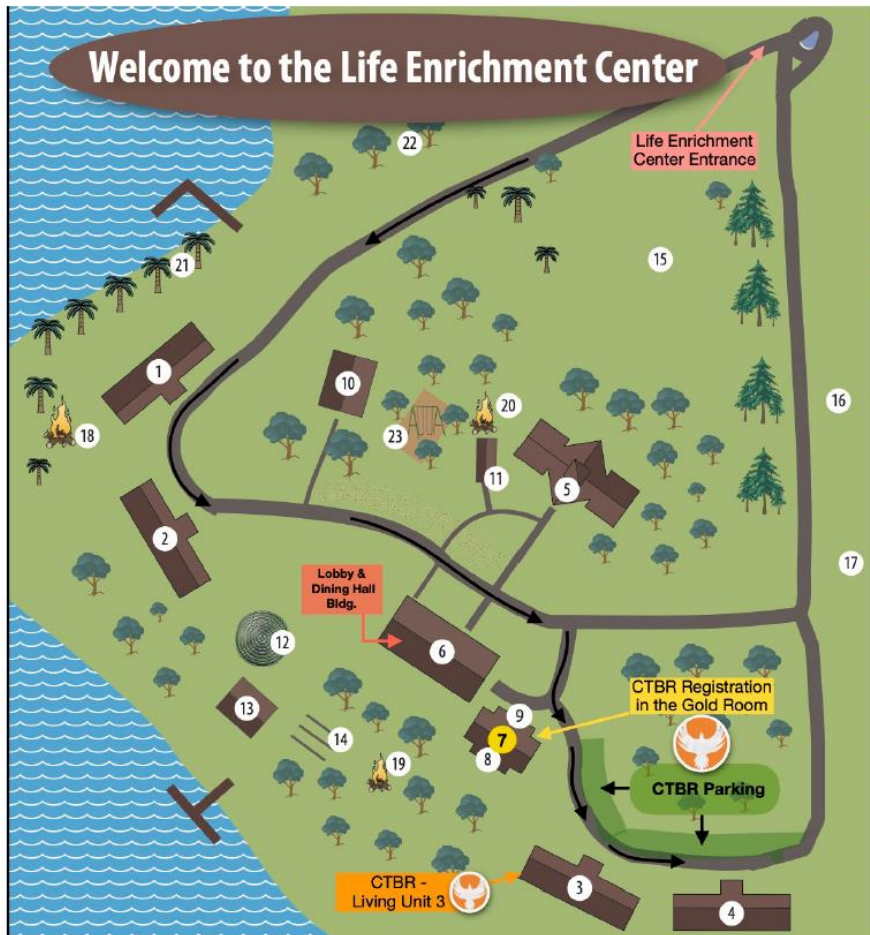 Welcome to the Life Enrichment Center
22
Life Enrichment
Center Entrance
21
15
1
10
16
20
18
23
11
5
2
17
Lobby &
Dining Hall
Bldg.
12
6
CTBR Registration
in the Gold Room
13
9
14
7
8
19
CTBR Parking
CTBR -
Living Unit 3
3
4